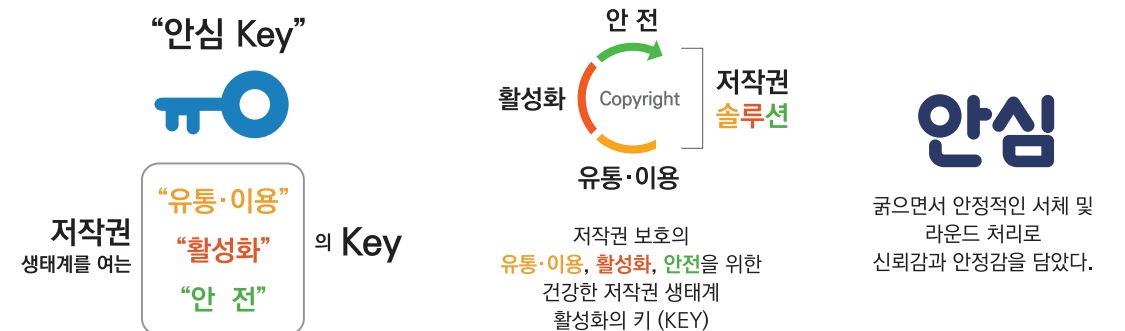 “안심 Key”
저작권
생태계를 여는
“유통·이용”
“활성화”
“안 전”
의 Key
안 전
활성화
Copyright
유통·이용
저작권
솔루션
저작권 보호의
유통·이용, 활성화, 안전을 위한
건강한 저작권 생태계
활성화의 키 (KEY)
안심
굵으면서 안정적인 서체 및
라운드 처리로
신뢰감과 안정감을 담았다.